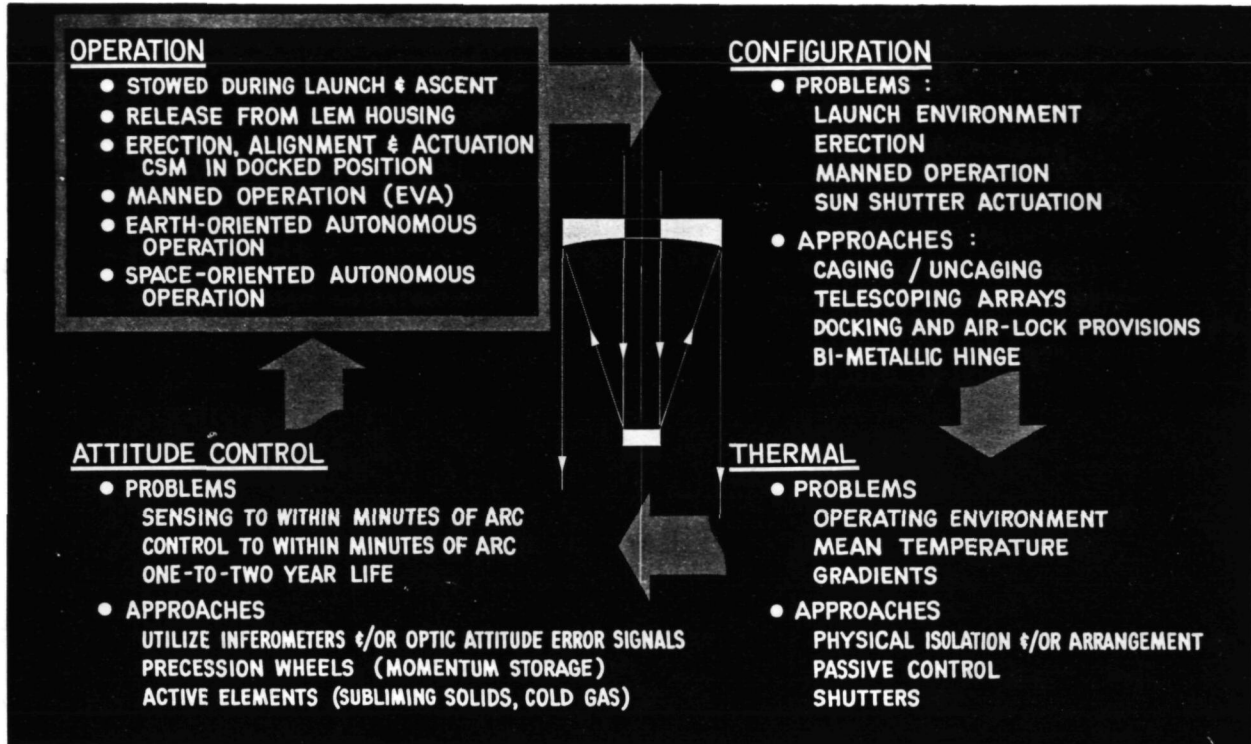 OPERATION
● STOWED DURING LAUNCH & ASCENT
● RELEASE FROM LEM HOUSING
● ERECTION, ALIGNMENT & ACTUATION
CSM IN DOCKED POSITION
● MANNED OPERATION (EVA)
● EARTH-ORIENTED AUTONOMOUS
OPERATION
● SPACE-ORIENTED AUTONOMOUS
OPERATION
CONFIGURATION
● PROBLEMS :
LAUNCH ENVIRONMENT
ERECTION
MANNED OPERATION
SUN SHUTTER ACTUATION
● APPROACHES :
CAGING / UNCAGING
TELESCOPING ARRAYS
DOCKING AND AIR-LOCK PROVISIONS
BI-METALLIC HINGE
ATTITUDE CONTROL
● PROBLEMS
SENSING TO WITHIN MINUTES OF ARC
CONTROL TO WITHIN MINUTES OF ARC
ONE-TO-TWO YEAR LIFE
● APPROACHES
UTILIZE INFEROMETERS &/OR OPTIC ATTITUDE ERROR SIGNALS
PRECESSION WHEELS (MOMENTUM STORAGE)
ACTIVE ELEMENTS (SUBLIMING SOLIDS, COLD GAS)
THERMAL
● PROBLEMS
OPERATING ENVIRONMENT
MEAN TEMPERATURE
GRADIENTS
● APPROACHES
PHYSICAL ISOLATION &/OR ARRANGEMENT
PASSIVE CONTROL
SHUTTERS